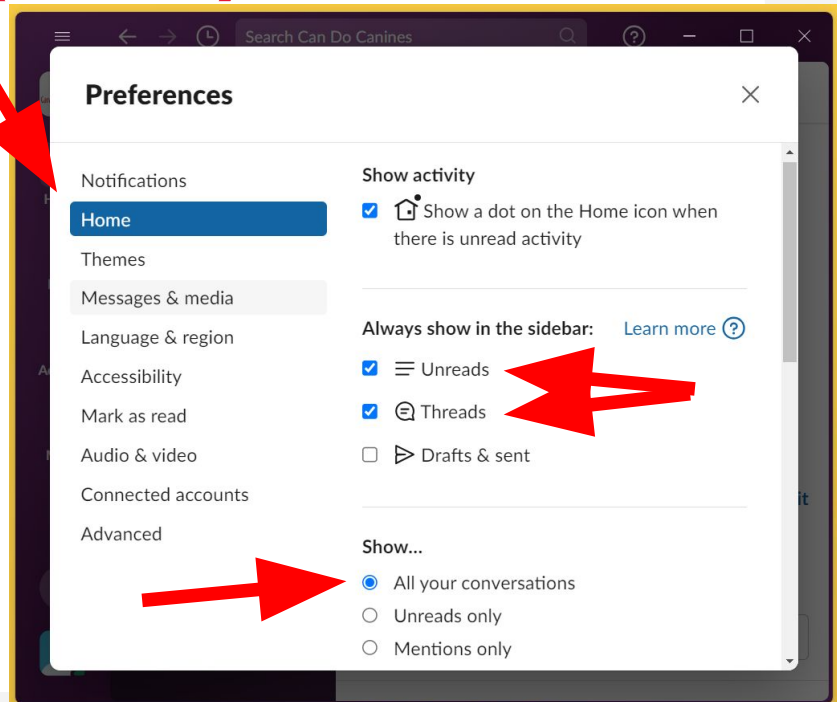 Search Can Do Canines
Preferences
Notifications
Home
Themes
Messages & media
Language & region
Accessibility
Mark as read
Audio & video
Connected accounts
Advanced
Show activity
Show a dot on the Home icon when
there is unread activity
Always show in the sidebar: Learn more
Unreads
Threads
Drafts & sent
Show...
All your conversations
Unreads only
Mentions only
it